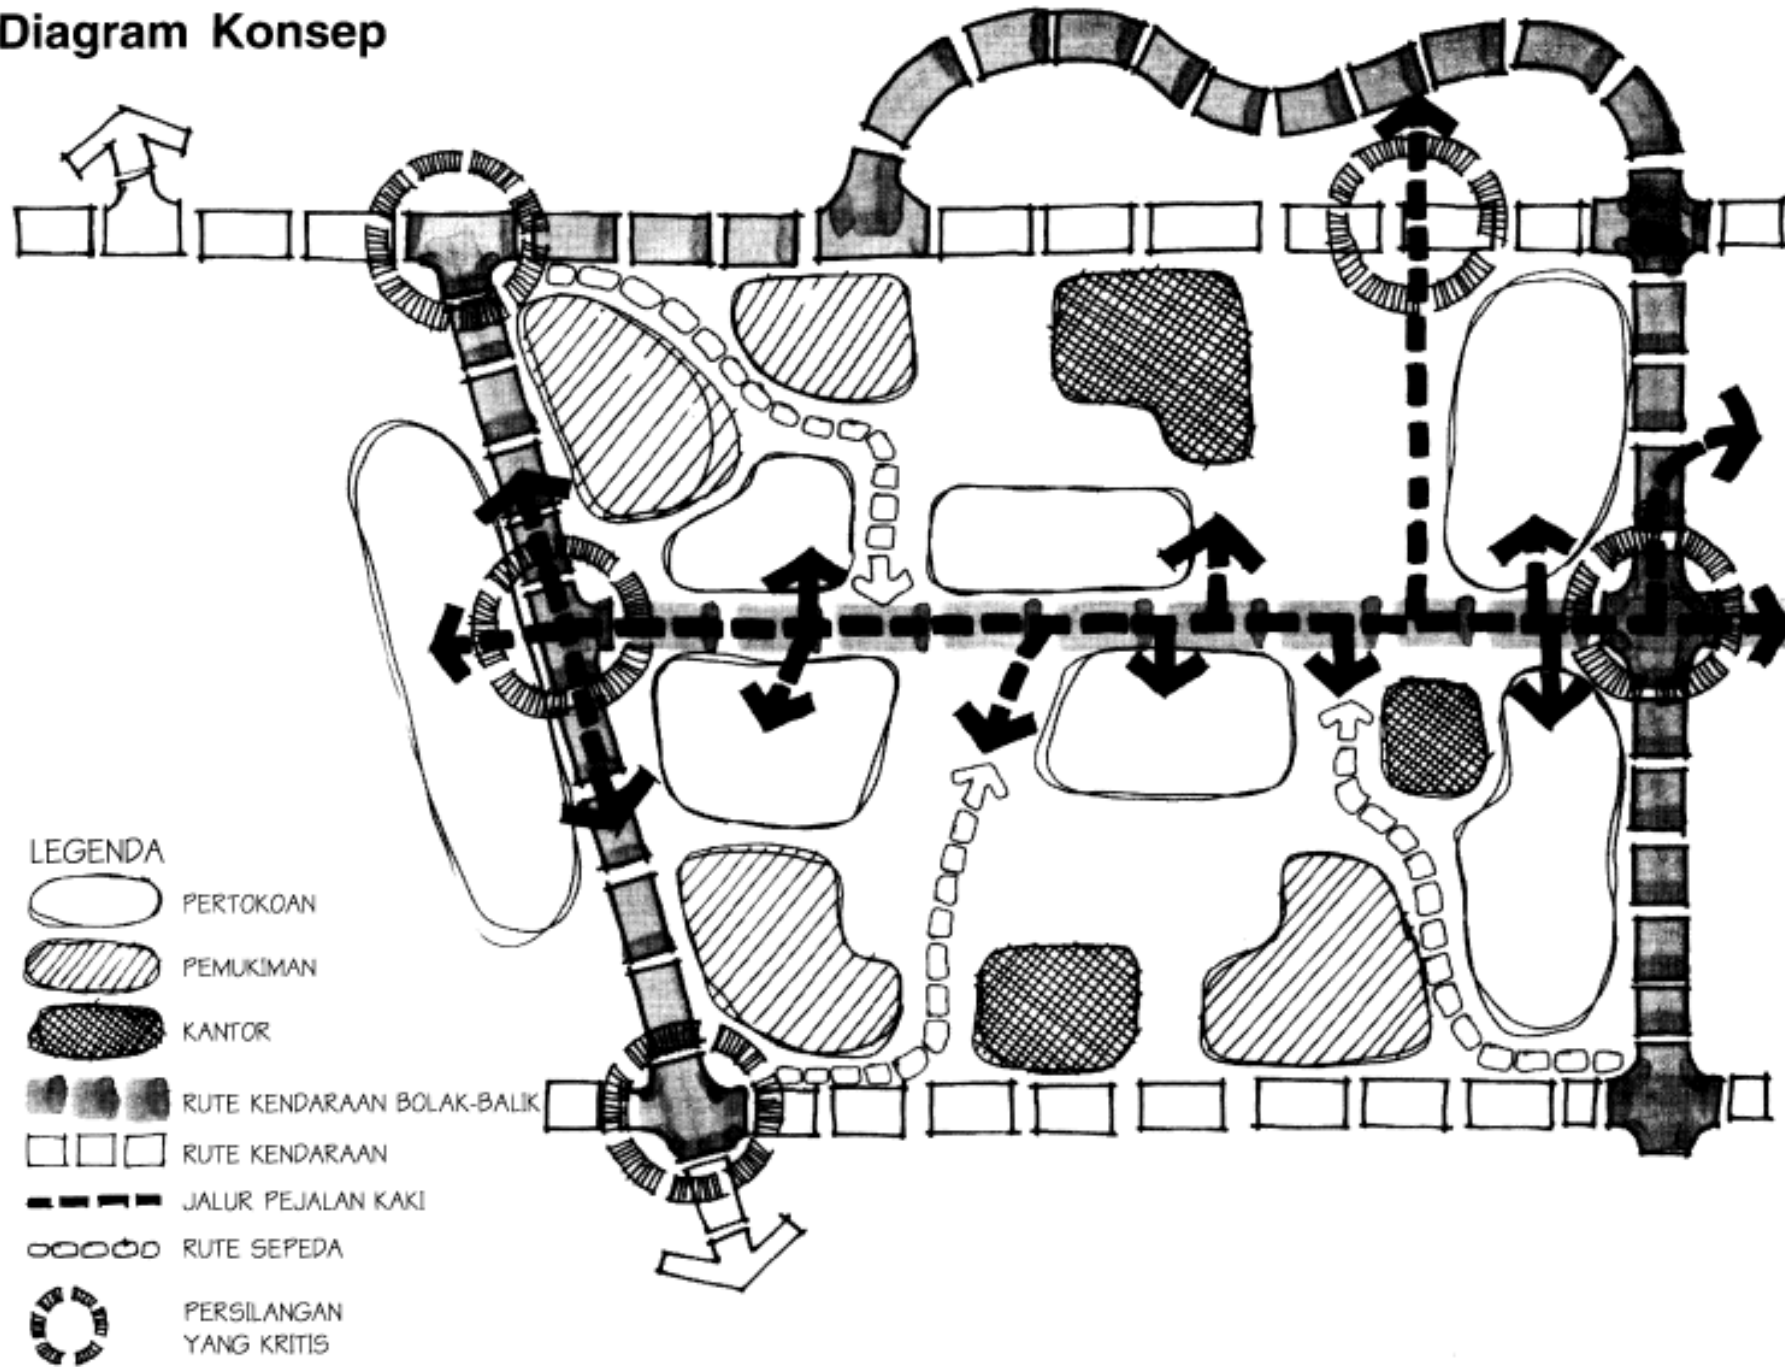 Diagram Konsep
LEGENDA
PERTOKOAN
PEMUKIMAN
KANTOR
RUTE KENDARAAN BOLAK-BALIK
RUTE KENDARAAN
JALUR PEJALAN KAKI
RUTE SEPEDA
PERSILANGAN
YANG KRITIS